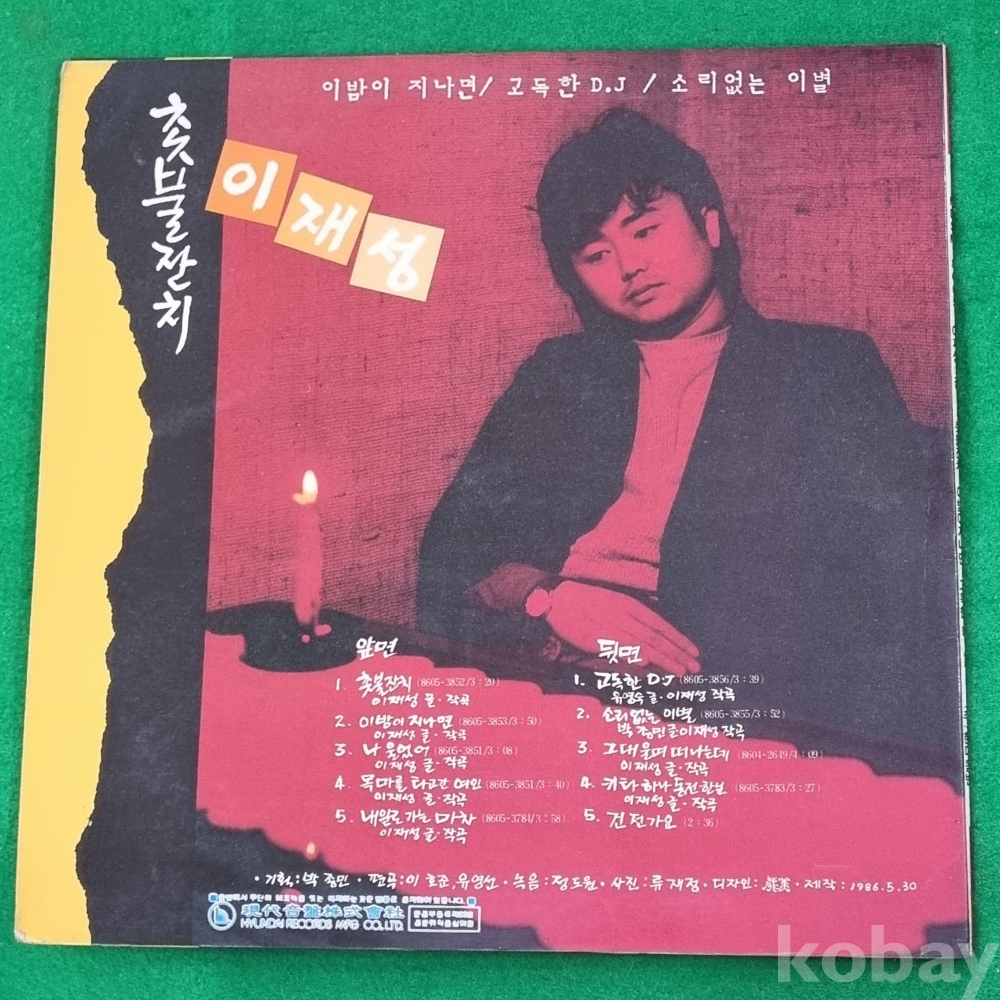 이밤이 지나면 / 고독한 D.J / 소리없는 이별
촛불잔치
이재성
앞면
1. 촛불잔치 (8605-3852/3:20)
이재성 글·작곡
2. 이밤이 지나면 (8605-3853/3:50)
이재성 글·작곡
3. 나 울었어 (8605-3851/3:08)
이재성 글·작곡
4. 목마를 타고간 여인 (8605-3851/3:40)
이재성 글·작곡
5. 내일로 가는 마차 (8605-3784/3:58)
이재성 글·작곡
뒷면
1. 고독한 D.J (8605-3856/3:39)
글·이재성 작곡
2. 소리없는 이별 (8605-3855/3:52)
박종민 글 이재성 작곡
3. 그대 울며 떠나는데 (8604-2649/4:09)
이재성 글·작곡
4. 키타하나 동전한닢 (8605-3783/3:27)
이재성 글·작곡
5. 건전가요 (2:36)
·기획:박종민 ·편곡:이호준,유영선 ·녹음:정도원 ·사진:류재정 ·디자인: ·제작:1986.5.30
現代音盤株式會社
HYUNDAI RECORDS MFG CO., LTD.
kobay